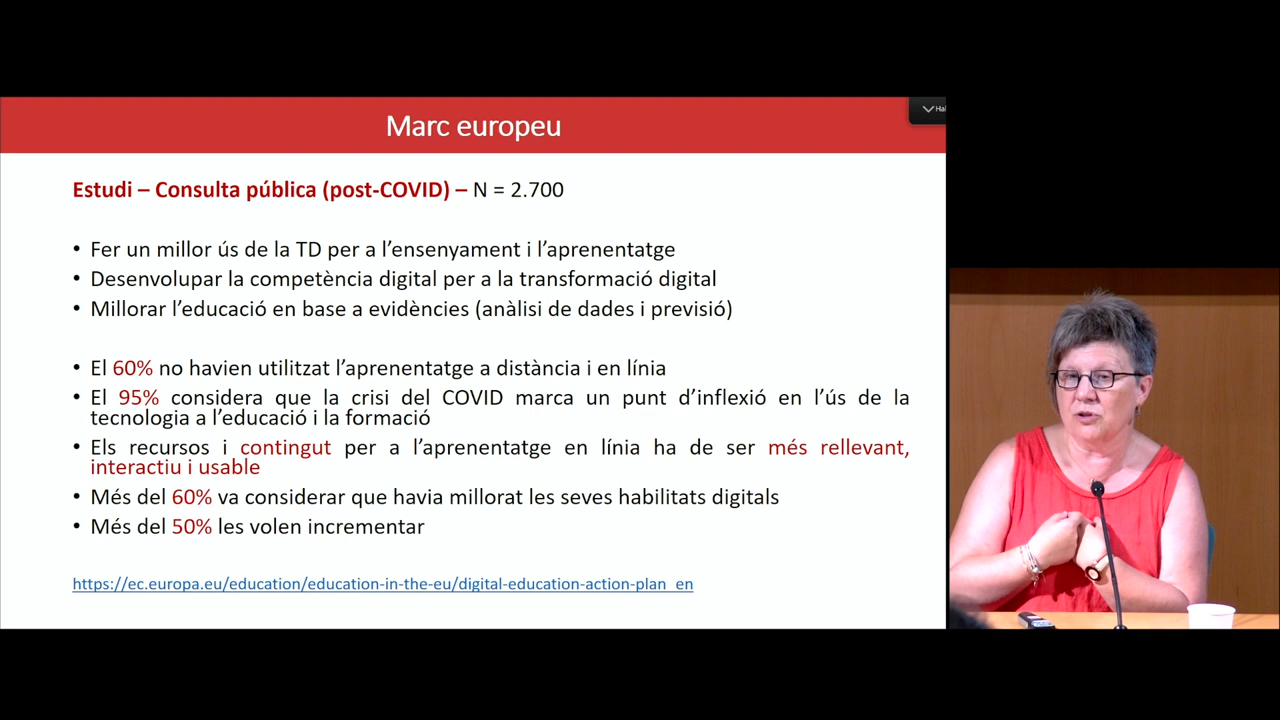 Marc europeu
Estudi – Consulta pública (post-COVID) – N = 2.700
• Fer un millor ús de la TD per a l'ensenyament i l'aprenentatge
• Desenvolupar la competència digital per a la transformació digital
• Millorar l'educació en base a evidències (anàlisi de dades i previsió)
• El 60% no havien utilitzat l'aprenentatge a distància i en línia
• El 95% considera que la crisi del COVID marca un punt d'inflexió en l'ús de la
tecnologia a l'educació i la formació
• Els recursos i contingut per a l'aprenentatge en línia ha de ser més rellevant,
interactiu i usable
• Més del 60% va considerar que havia millorat les seves habilitats digitals
• Més del 50% les volen incrementar
https://ec.europa.eu/education/education-in-the-eu/digital-education-action-plan_en